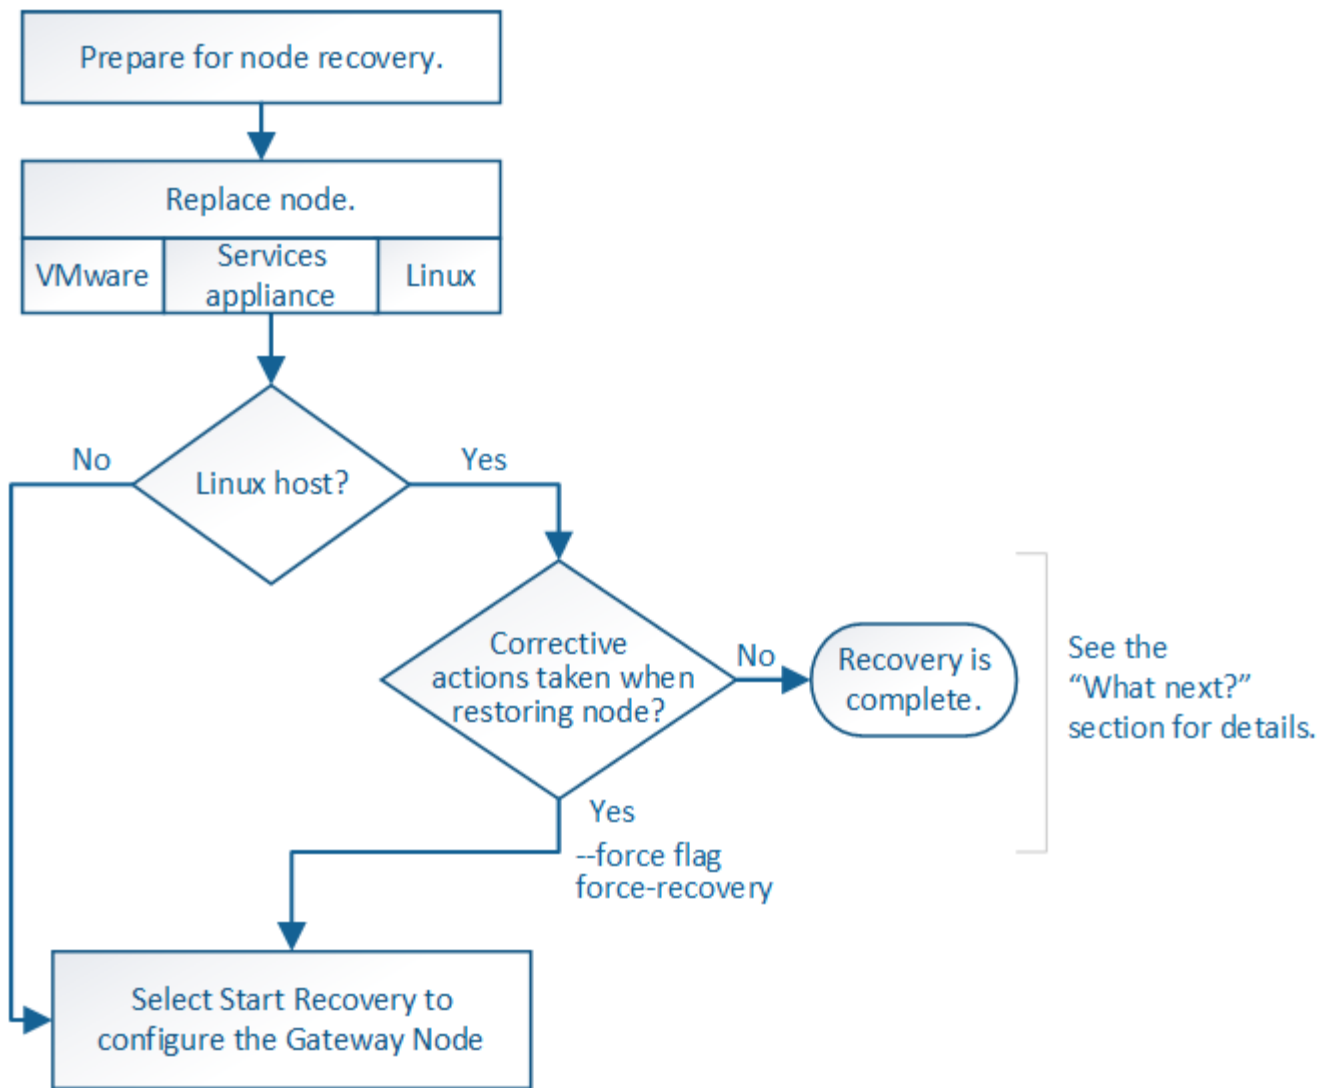 Prepare for node recovery.
Replace node.
VMware
Services
appliance
Linux
No
Linux host?
Yes
Corrective
actions taken when
restoring node?
No
Recovery is
complete.
See the
“What next?”
section for details.
Yes
--force flag
force-recovery
Select Start Recovery to
configure the Gateway Node